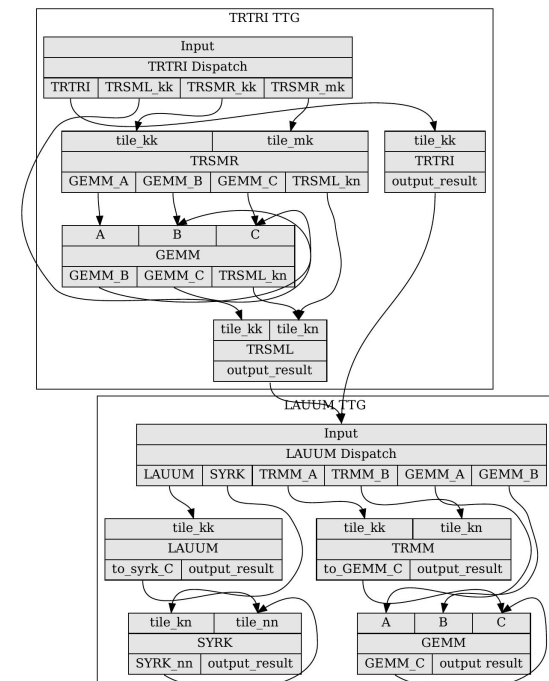 TRTRI TTG
Input
TRTRI Dispatch
TRTRI TRSML_kk TRSMR_kk TRSMR_mk
tile_kk tile_mk
TRSMR
GEMM_A GEMM_B GEMM_C TRSML_kn
tile_kk
TRTRI
output_result
A B C
GEMM
GEMM_B GEMM_C TRSML_kn
tile_kk tile_kn
TRSML
output_result
LAUUM TTG
Input
LAUUM Dispatch
LAUUM SYRK TRMM_A TRMM_B GEMM_A GEMM_B
tile_kk
LAUUM
to_syrk_C output_result
tile_kk tile_kn
TRMM
to_GEMM_C output_result
tile_kn tile_nn
SYRK
SYRK_nn output_result
A B C
GEMM
GEMM_C output result